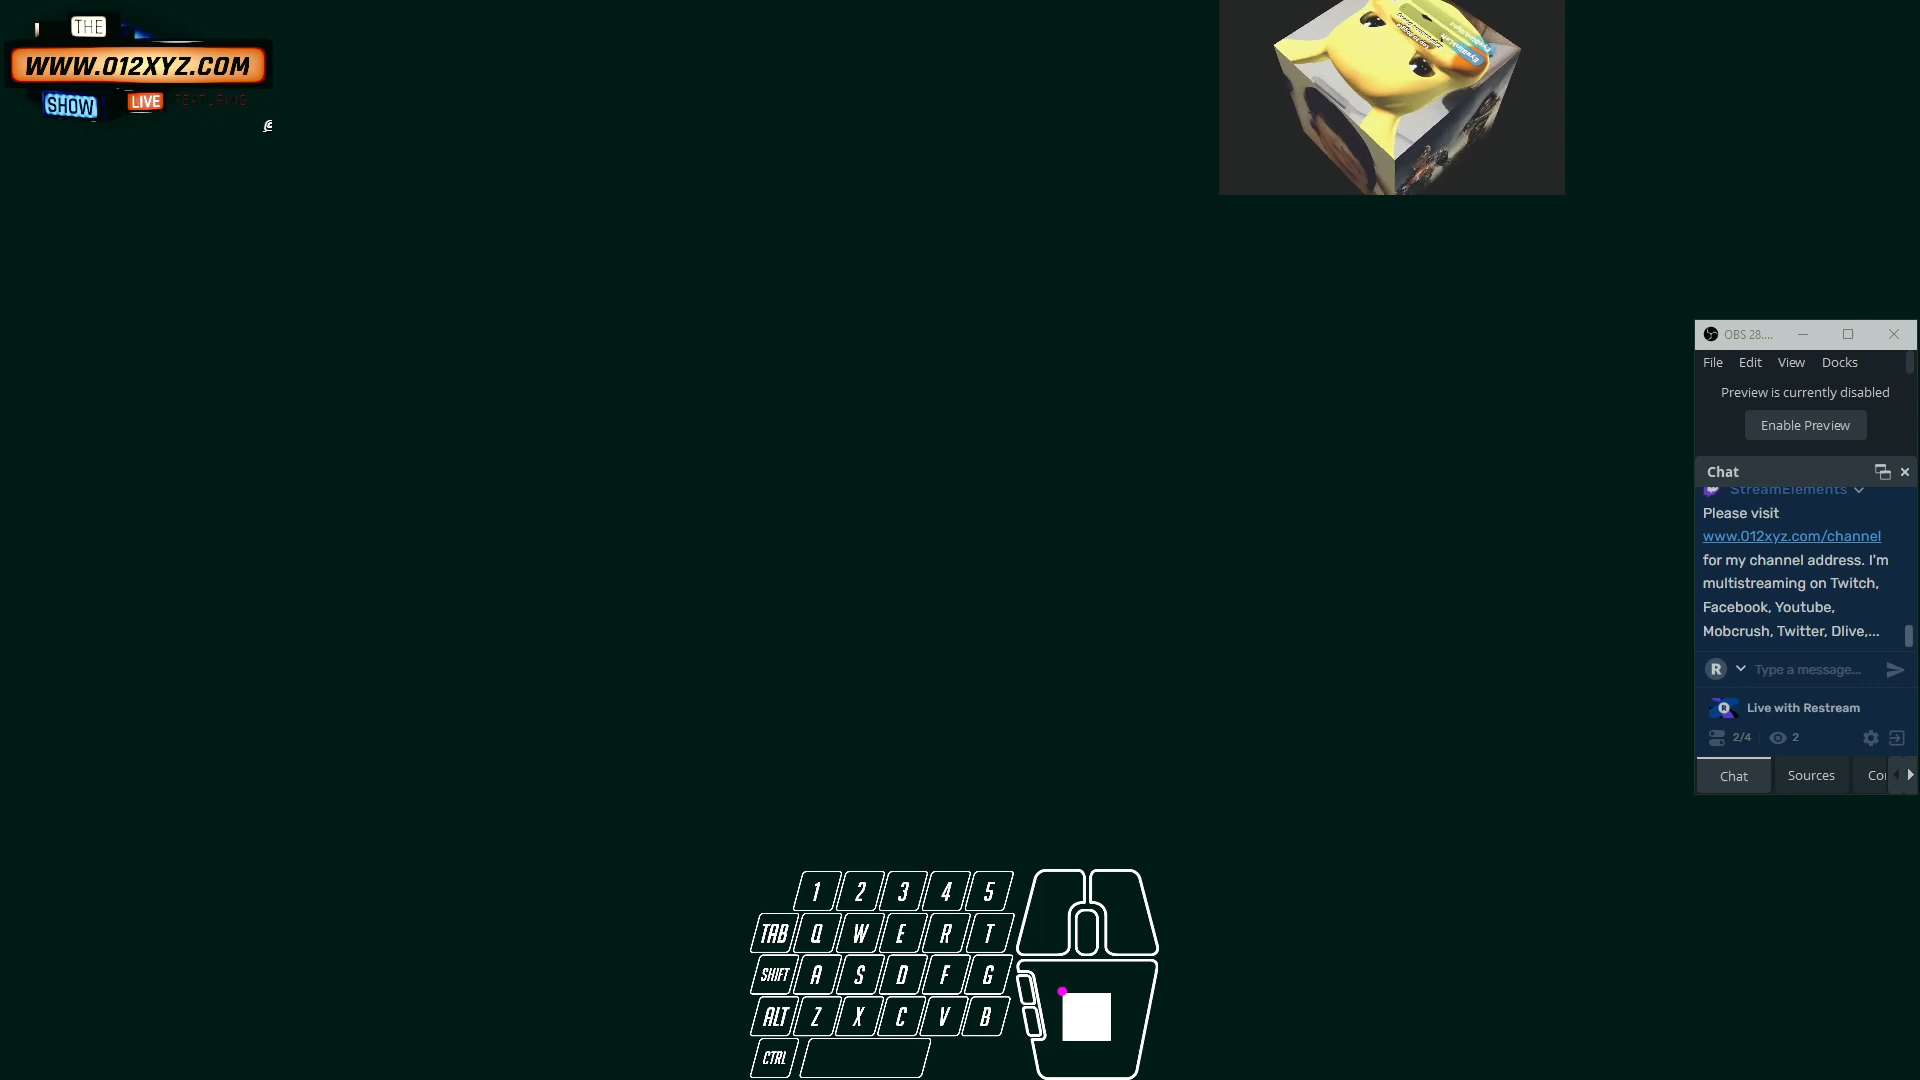 THE
WWW.012XYZ.COM
SHOW LIVE FEATURING
@
OBS 28....
File Edit View Docks
Preview is currently disabled
Enable Preview
Chat
StreamElements
Please visit
www.012xyz.com/channel
for my channel address. I'm
multistreaming on Twitch,
Facebook, Youtube,
Mobcrush, Twitter, Dlive,...
R Type a message...
R Live with Restream
2/4 2
Chat Sources Co
1 2 3 4 5
TAB Q W E R T
SHIFT A S D F G
ALT Z X C V B
CTRL